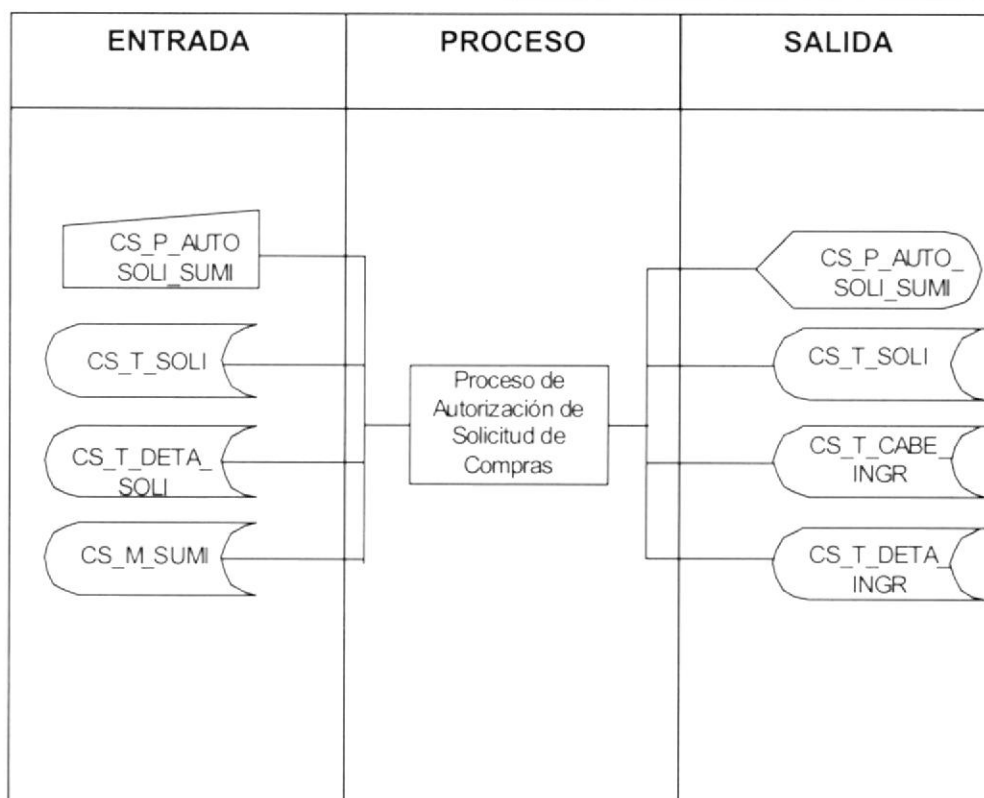 ENTRADA
PROCESO
SALIDA
CS_P_AUTO
SOLI_SUMI
CS_T_SOLI
CS_T_DETA_
SOLI
CS_M_SUMI
Proceso de
Autorización de
Solicitud de
Compras
CS_P_AUTO_
SOLI_SUMI
CS_T_SOLI
CS_T_CABE_
INGR
CS_T_DETA_
INGR